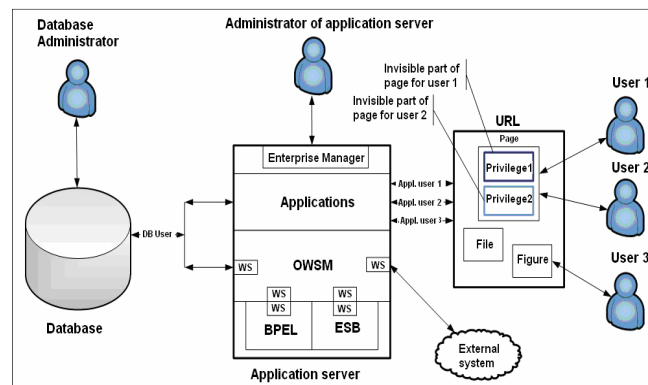 Database
Administrator
Administrator of application server
Invisible part of
page for user 1
Invisible part of
page for user 2
User 1
URL
Page
Enterprise Manager
Privilege1
Appl. user 1
User 2
Applications
Appl. user 2
Privilege2
Appl. user 3
DB User
File
Figure
User 3
WS
OWSM
WS
WS
WS
WS
WS
BPEL
ESB
Database
External
system
Application server